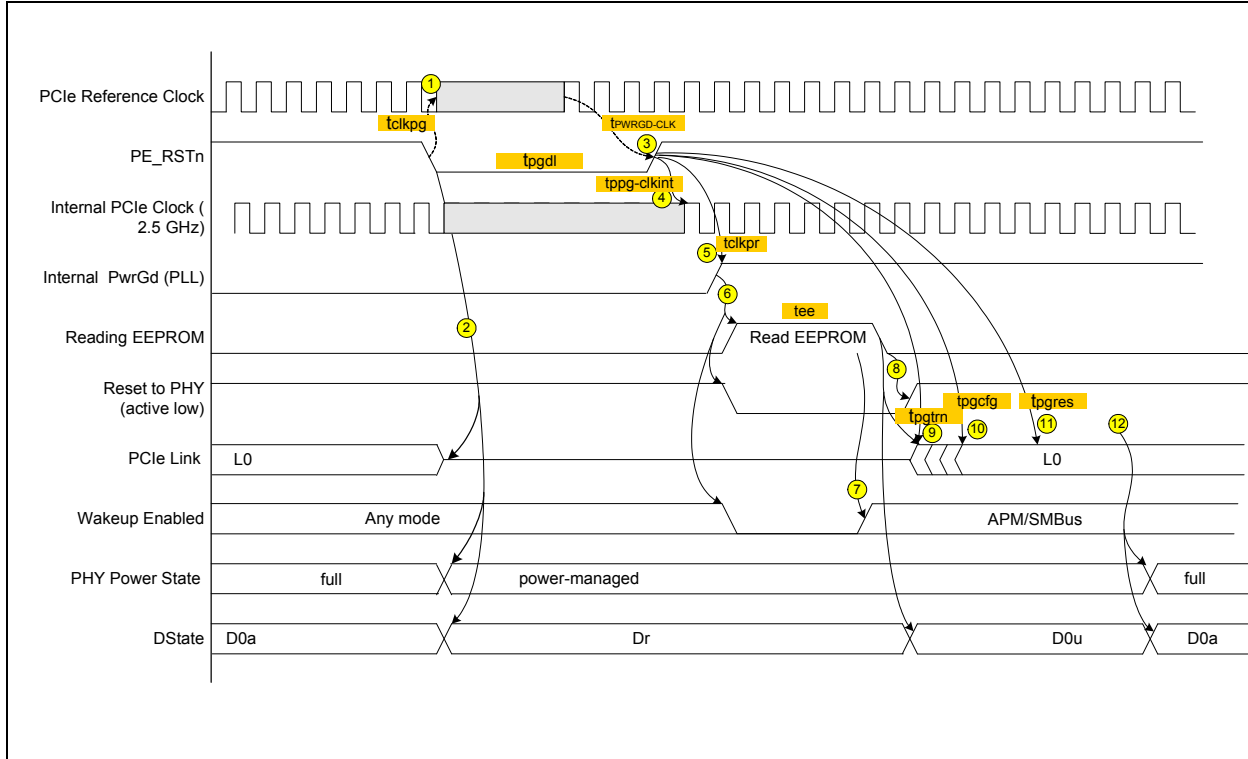 1
PCIe Reference Clock
tclkpg
tPWRGD-CLK
3
PE_RSTn
tpgdl
tppg-clkint
4
Internal PCIe Clock (
2.5 GHz)
tclkpr
5
Internal PwrGd (PLL)
6
tee
2
Reading EEPROM
Read EEPROM
8
Reset to PHY
(active low)
tpgcfg
tpgres
tpgtrn
9
10
11
12
PCIe Link
L0
L0
7
Wakeup Enabled
Any mode
APM/SMBus
PHY Power State
full
power-managed
full
DState
D0a
Dr
D0u
D0a